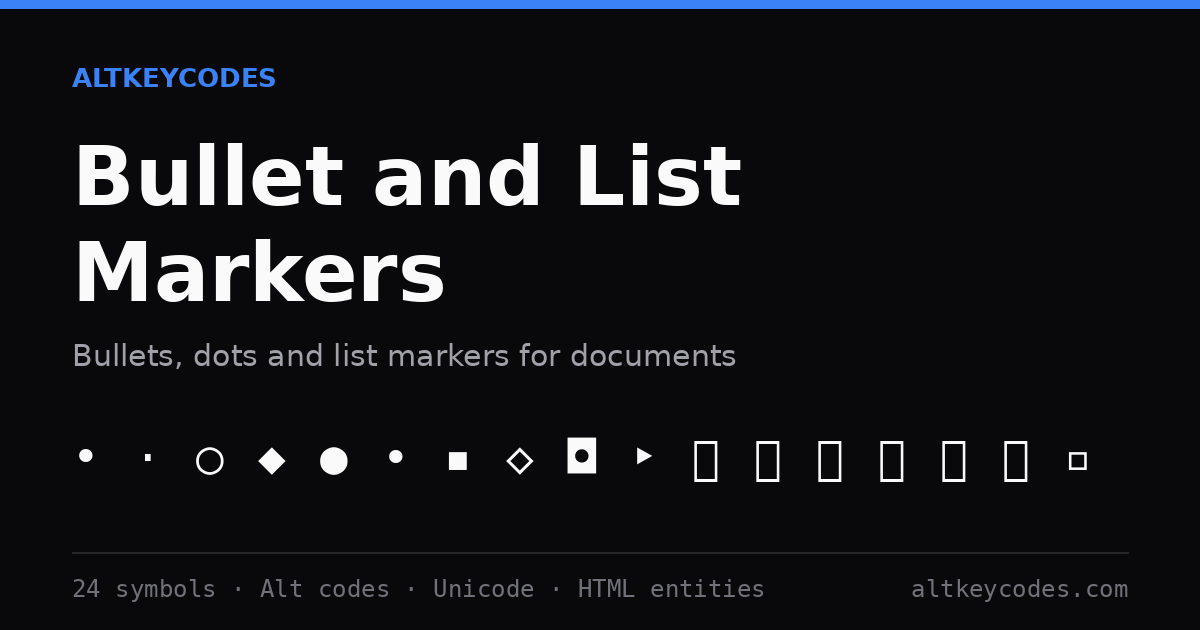 ALTKEYCODES
Bullet and List
Markers
Bullets, dots and list markers for documents
• · ○ ◆ ● • ▪ ◇ ◘ ‣ ▯ ▯ ▯ ▯ ▯ ▯ ▫
24 symbols · Alt codes · Unicode · HTML entities
altkeycodes.com